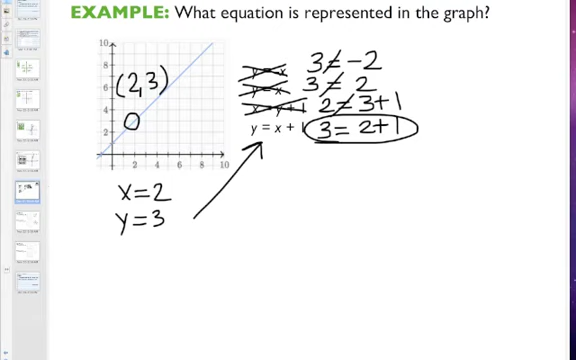 EXAMPLE: What equation is represented in the graph?
10
8
6
4
2
2 4 6 8 10
(2,3)
3 ≠ -2
3 ≠ 2
x = y + 1 2 ≠ 3+1
y = x + 1 3 = 2+1
x=2
y=3